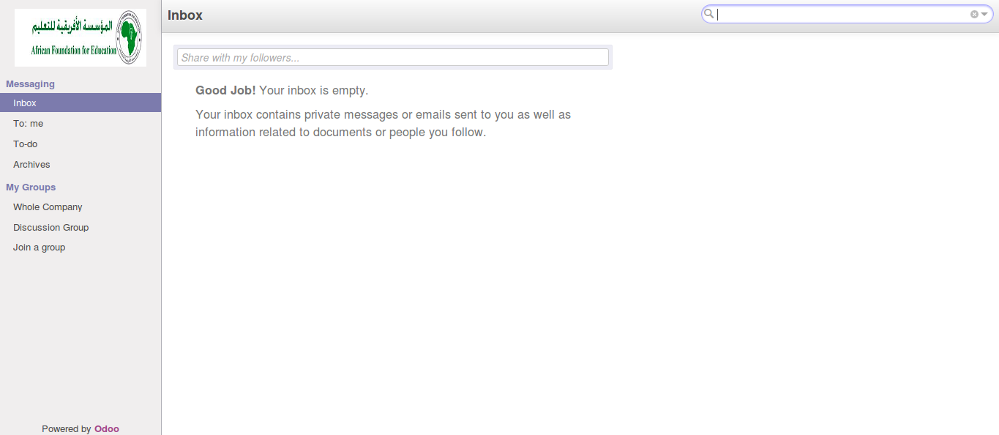 المؤسسة الأفريقية للتعليم
African Foundation for Education
Messaging
Inbox
To: me
To-do
Archives
My Groups
Whole Company
Discussion Group
Join a group
Powered by Odoo
Inbox
Share with my followers...
Good Job! Your inbox is empty.
Your inbox contains private messages or emails sent to you as well as
information related to documents or people you follow.